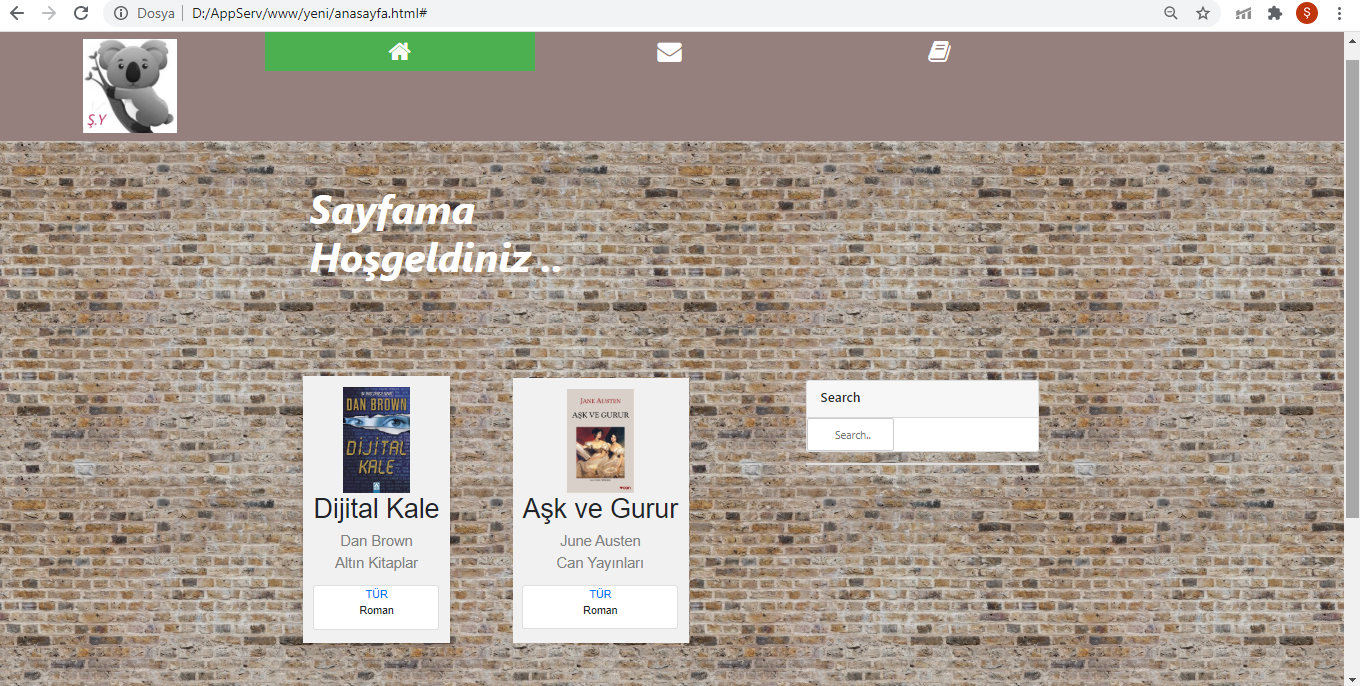 Dosya
D:/AppServ/www/yeni/anasayfa.html#
Ş
Ş.Y
Sayfama
Hoşgeldiniz ..
DAN BROWN
DİJİTAL
KALE
Dijital Kale
Dan Brown
Altın Kitaplar
TÜR
Roman
JANE AUSTEN
AŞK VE GURUR
Aşk ve Gurur
June Austen
Can Yayınları
TÜR
Roman
Search
Search..